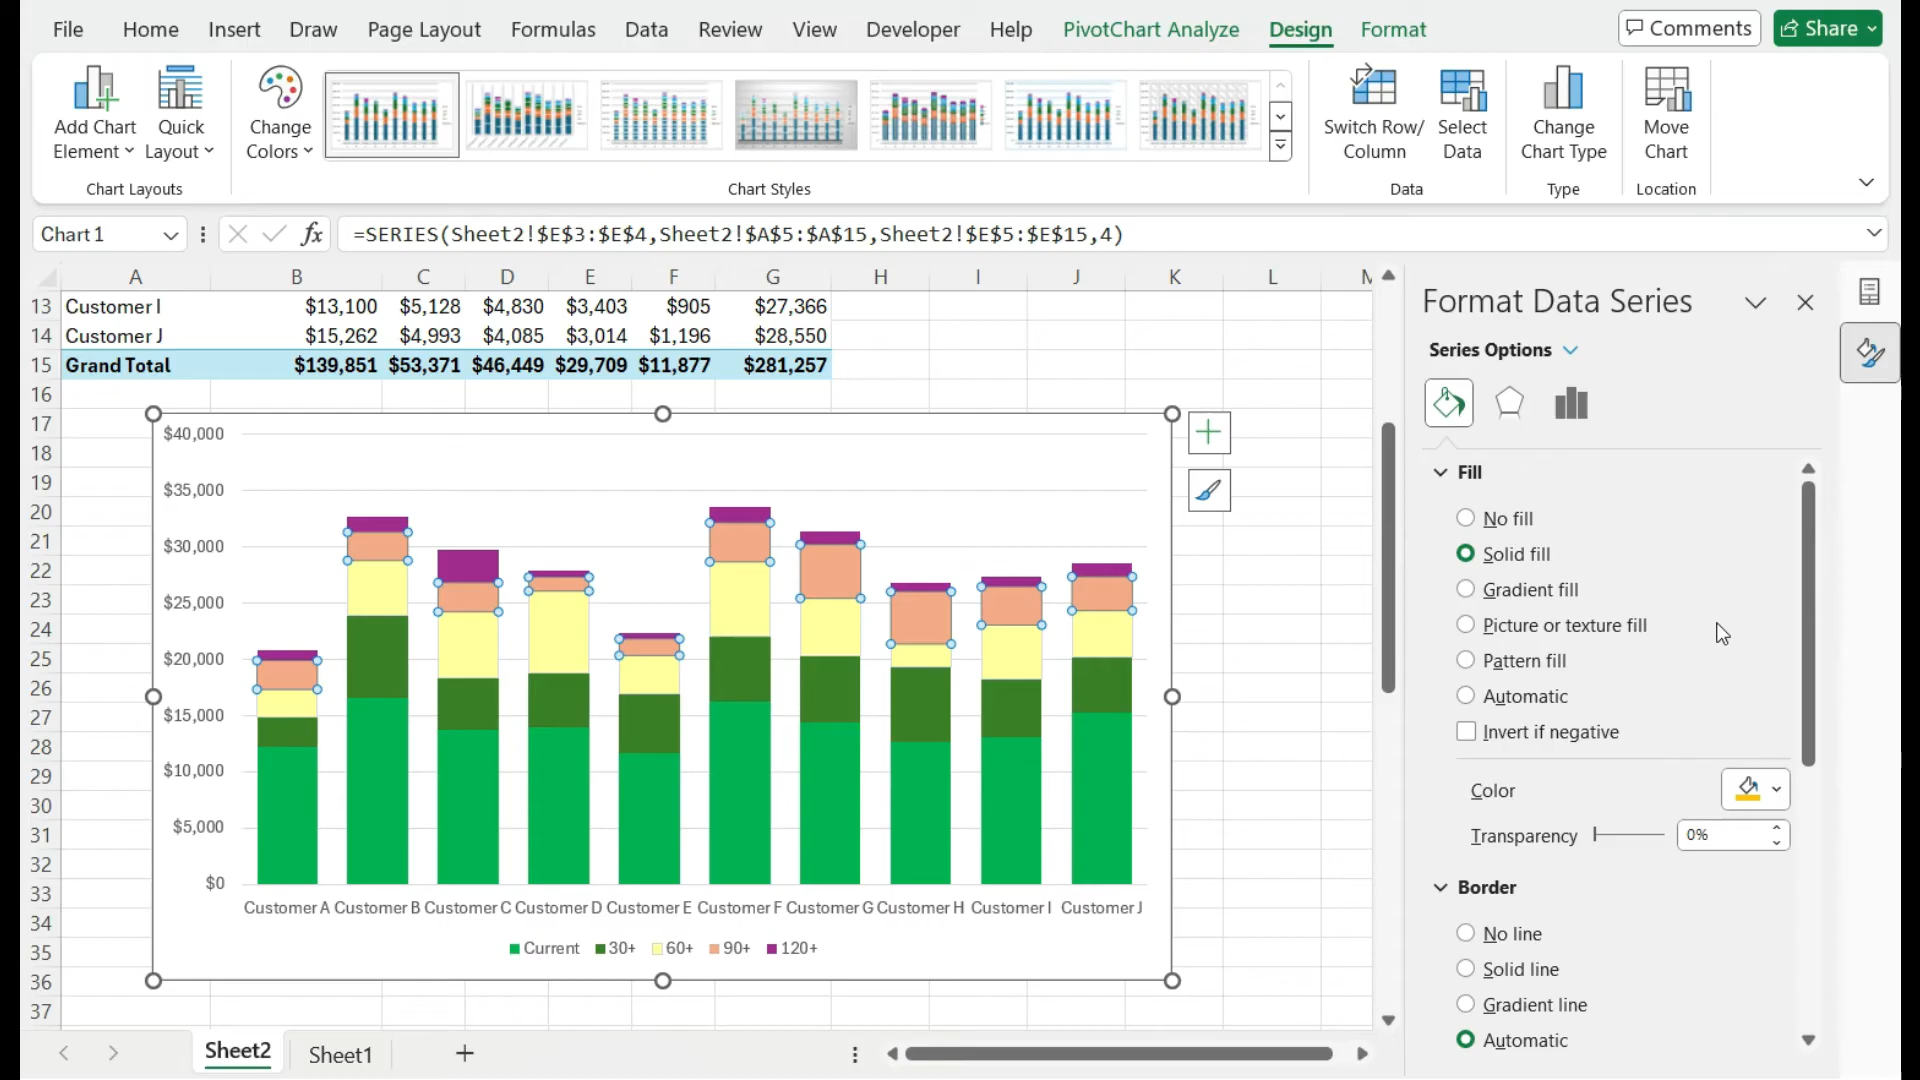 File Home Insert Draw Page Layout Formulas Data Review View Developer Help PivotChart Analyze Design Format Comments Share
Add Chart Element
Quick Layout
Chart Layouts
Change Colors
Chart Styles
Switch Row/ Column
Select Data
Data
Change Chart Type
Type
Move Chart
Location
Chart 1 fx =SERIES(Sheet2!$E$3:$E$4,Sheet2!$A$5:$A$15,Sheet2!$E$5:$E$15,4)
A B C D E F G H I J K L M
13 Customer I $13,100 $5,128 $4,830 $3,403 $905 $27,366
14 Customer J $15,262 $4,993 $4,085 $3,014 $1,196 $28,550
15 Grand Total $139,851 $53,371 $46,449 $29,709 $11,877 $281,257
16
17
18
19
20
21
22
23
24
25
26
27
28
29
30
31
32
33
34
35
36
37
$40,000
$35,000
$30,000
$25,000
$20,000
$15,000
$10,000
$5,000
$0
Customer A Customer B Customer C Customer D Customer E Customer F Customer G Customer H Customer I Customer J
Current 30+ 60+ 90+ 120+
Sheet2 Sheet1
Format Data Series
Series Options
Fill
No fill
Solid fill
Gradient fill
Picture or texture fill
Pattern fill
Automatic
Invert if negative
Color
Transparency 0%
Border
No line
Solid line
Gradient line
Automatic